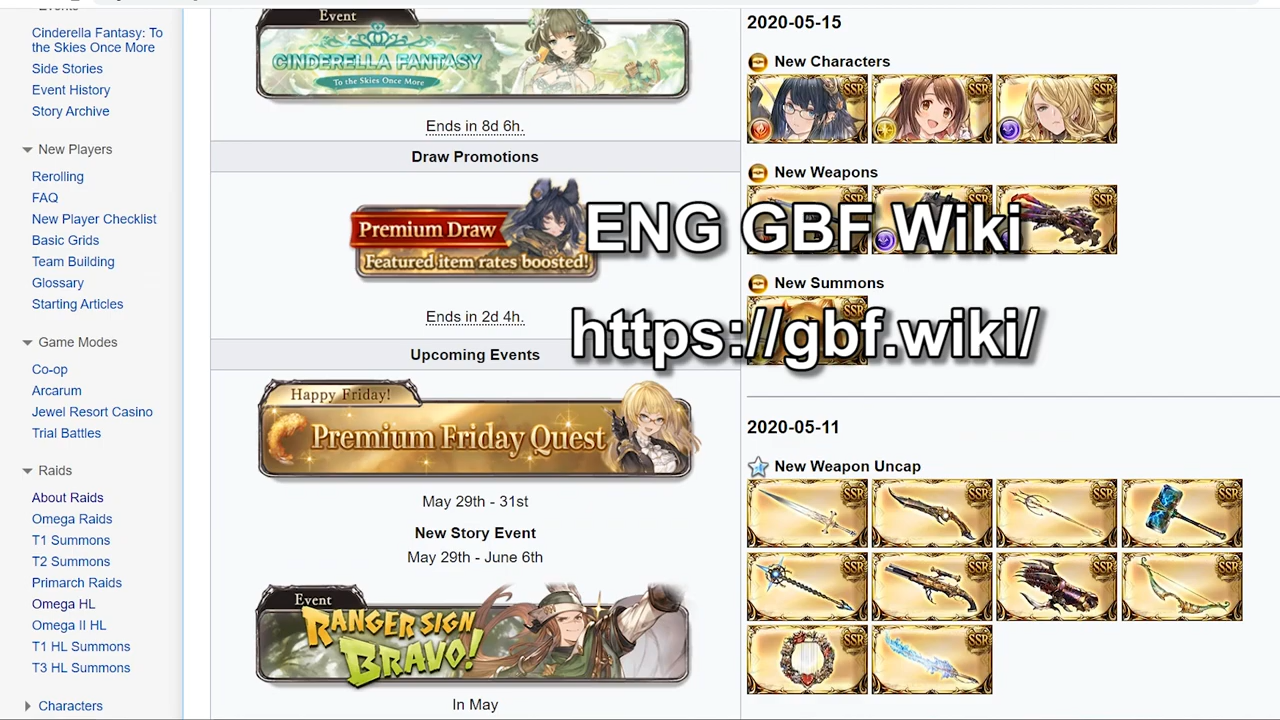 Events
Cinderella Fantasy: To
the Skies Once More
Side Stories
Event History
Story Archive
New Players
Rerolling
FAQ
New Player Checklist
Basic Grids
Team Building
Glossary
Starting Articles
Game Modes
Co-op
Arcarum
Jewel Resort Casino
Trial Battles
Raids
About Raids
Omega Raids
T1 Summons
T2 Summons
Primarch Raids
Omega HL
Omega II HL
T1 HL Summons
T3 HL Summons
Characters
Event
CINDERELLA FANTASY
To the Skies Once More
Ends in 8d 6h.
Draw Promotions
Premium Draw
Featured item rates boosted!
Ends in 2d 4h.
Upcoming Events
Happy Friday!
Premium Friday Quest
May 29th - 31st
New Story Event
May 29th - June 6th
Event
RANGER SIGN
BRAVO!
In May
ENG GBF Wiki
https://gbf.wiki/
2020-05-15
New Characters
SSR SSR SSR
New Weapons
SSR
New Summons
SSR
2020-05-11
New Weapon Uncap
SSR SSR SSR SSR
SSR SSR SSR SSR
SSR SSR